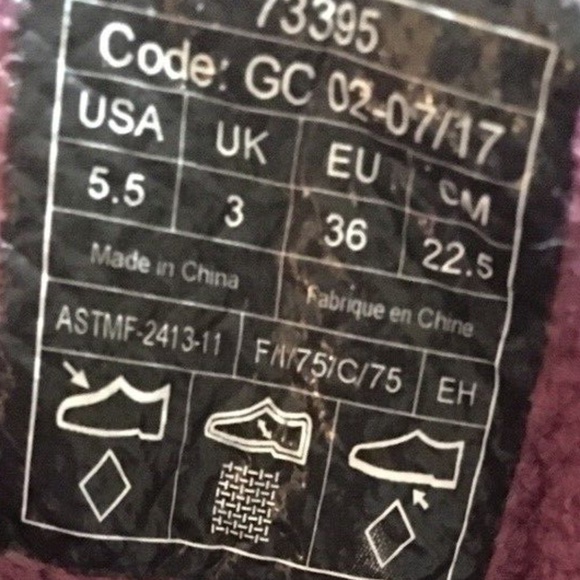 73395
Code: GC 02-07/17
USA UK EU CM
5.5 3 36 22.5
Made in China Fabrique en Chine
ASTMF-2413-11 F/I/75/C/75 EH